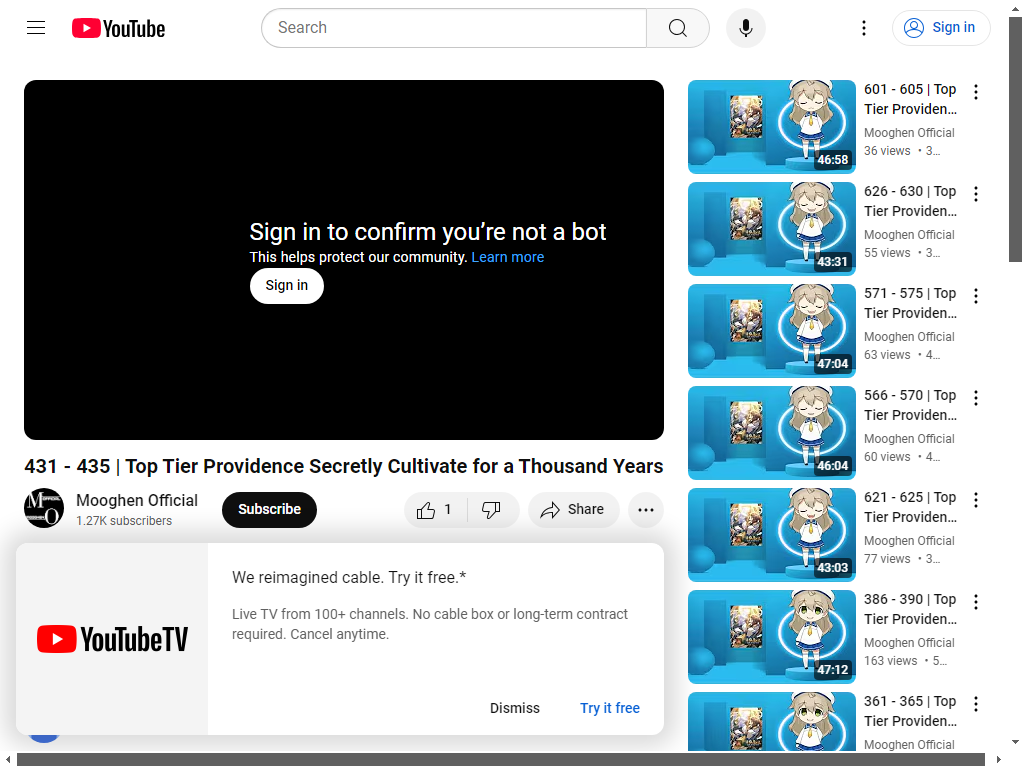 YouTube
Search
Sign in
Sign in to confirm you’re not a bot
This helps protect our community. Learn more
Sign in
431 - 435 | Top Tier Providence Secretly Cultivate for a Thousand Years
Mooghen Official
1.27K subscribers
Subscribe
1
Share
We reimagined cable. Try it free.*
Live TV from 100+ channels. No cable box or long-term contract
required. Cancel anytime.
YouTubeTV
Dismiss
Try it free
601 - 605 | Top
Tier Providen…
Mooghen Official
36 views • 3…
46:58
626 - 630 | Top
Tier Providen…
Mooghen Official
55 views • 3…
43:31
571 - 575 | Top
Tier Providen…
Mooghen Official
63 views • 4…
47:04
566 - 570 | Top
Tier Providen…
Mooghen Official
60 views • 4…
46:04
621 - 625 | Top
Tier Providen…
Mooghen Official
77 views • 3…
43:03
386 - 390 | Top
Tier Providen…
Mooghen Official
163 views • 5…
47:12
361 - 365 | Top
Tier Providen…
Mooghen Official